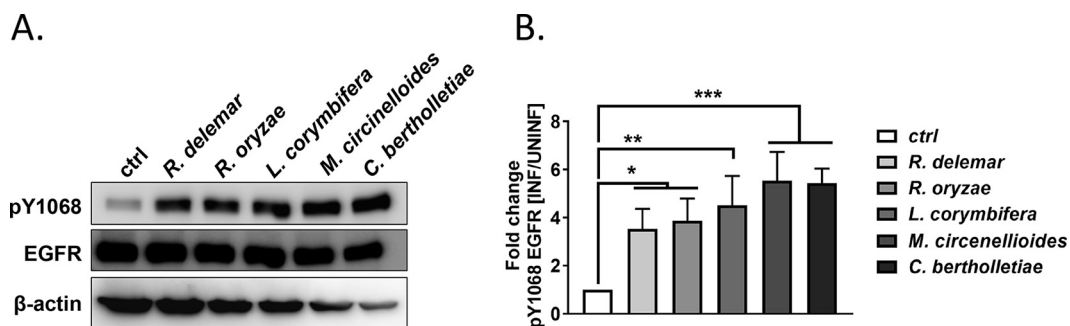 A.
ctrl
R. delemar
R. oryzae
L. corymbifera
M. circinelloides
C. bertholletiae
pY1068
EGFR
β-actin
B.
Fold change
pY1068 EGFR [INF/UNINF]
8
6
4
2
0
***
**
*
ctrl
R. delemar
R. oryzae
L. corymbifera
M. circenellioides
C. bertholletiae